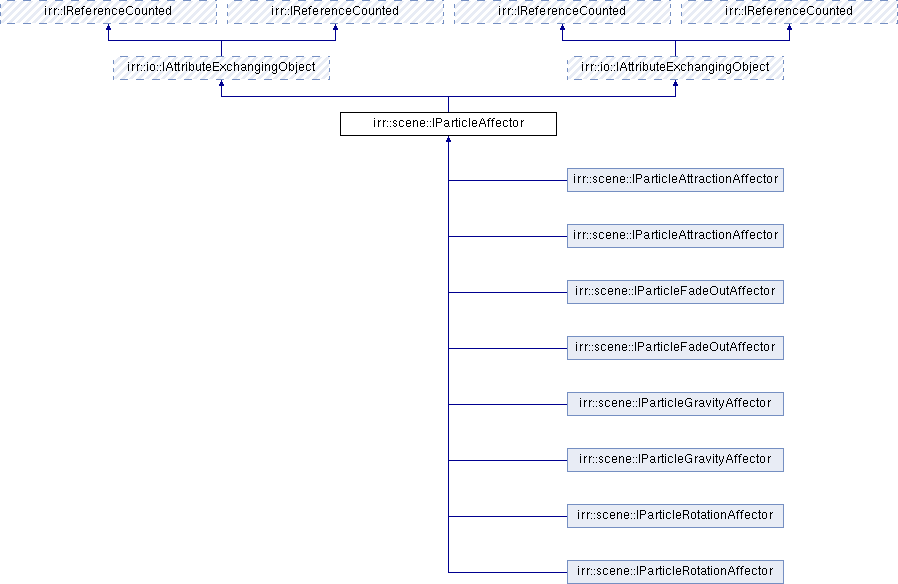 irr::IReferenceCounted
irr::IReferenceCounted
irr::IReferenceCounted
irr::IReferenceCounted
irr::io::IAttributeExchangingObject
irr::io::IAttributeExchangingObject
irr::scene::IParticleAffector
irr::scene::IParticleAttractionAffector
irr::scene::IParticleAttractionAffector
irr::scene::IParticleFadeOutAffector
irr::scene::IParticleFadeOutAffector
irr::scene::IParticleGravityAffector
irr::scene::IParticleGravityAffector
irr::scene::IParticleRotationAffector
irr::scene::IParticleRotationAffector